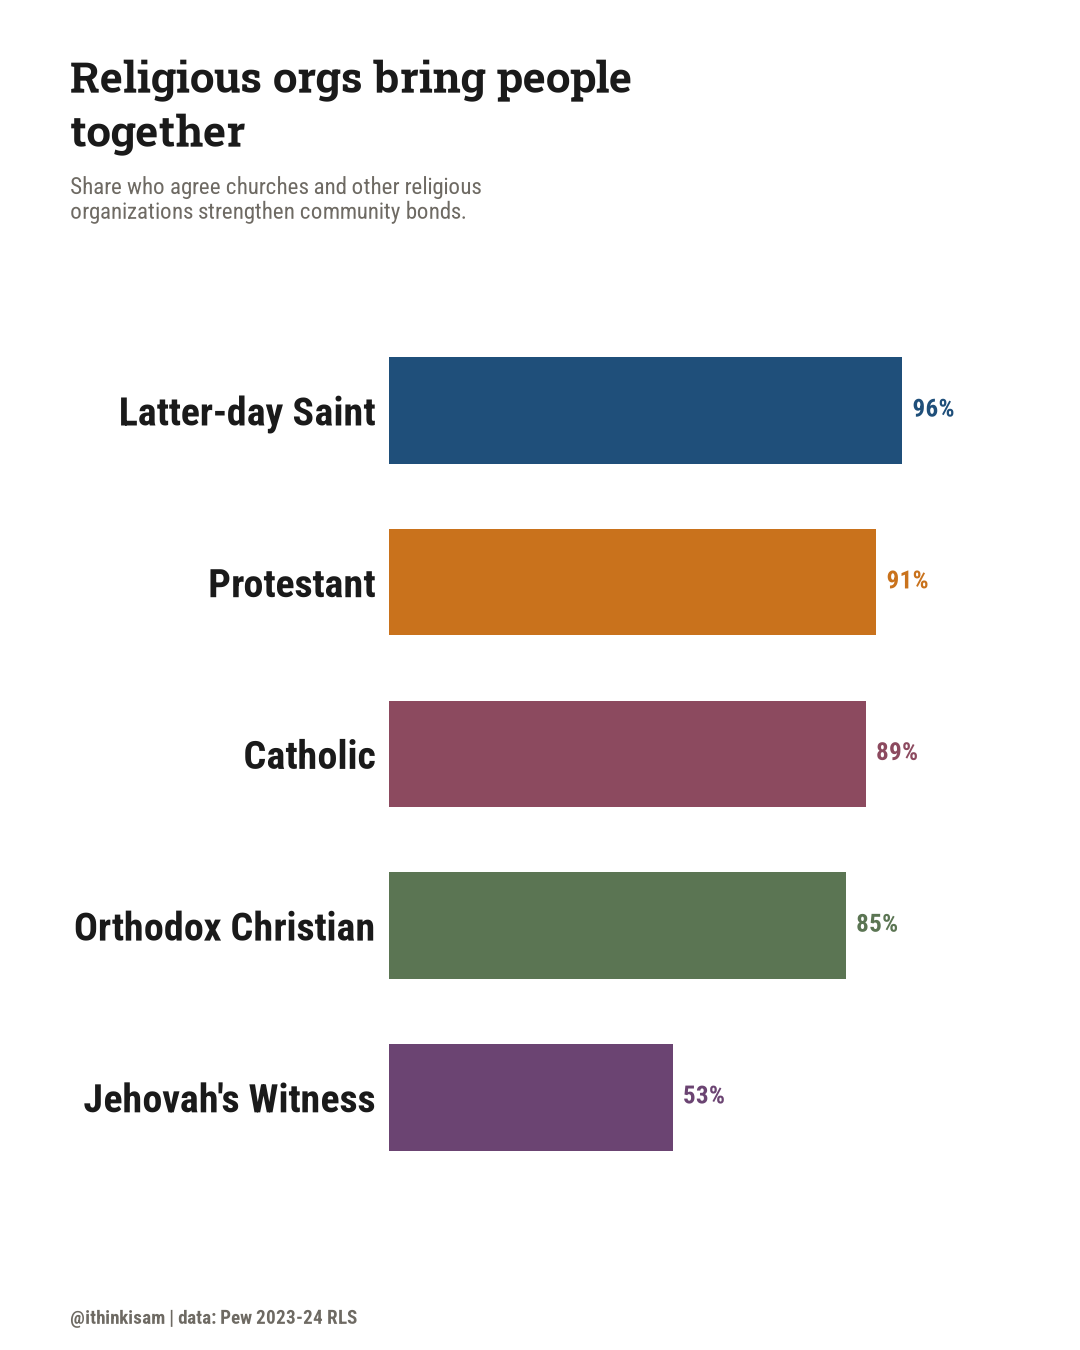 Religious orgs bring people
together
Share who agree churches and other religious
organizations strengthen community bonds.
Latter-day Saint 96%
Protestant 91%
Catholic 89%
Orthodox Christian 85%
Jehovah's Witness 53%
@ithinkisam | data: Pew 2023-24 RLS